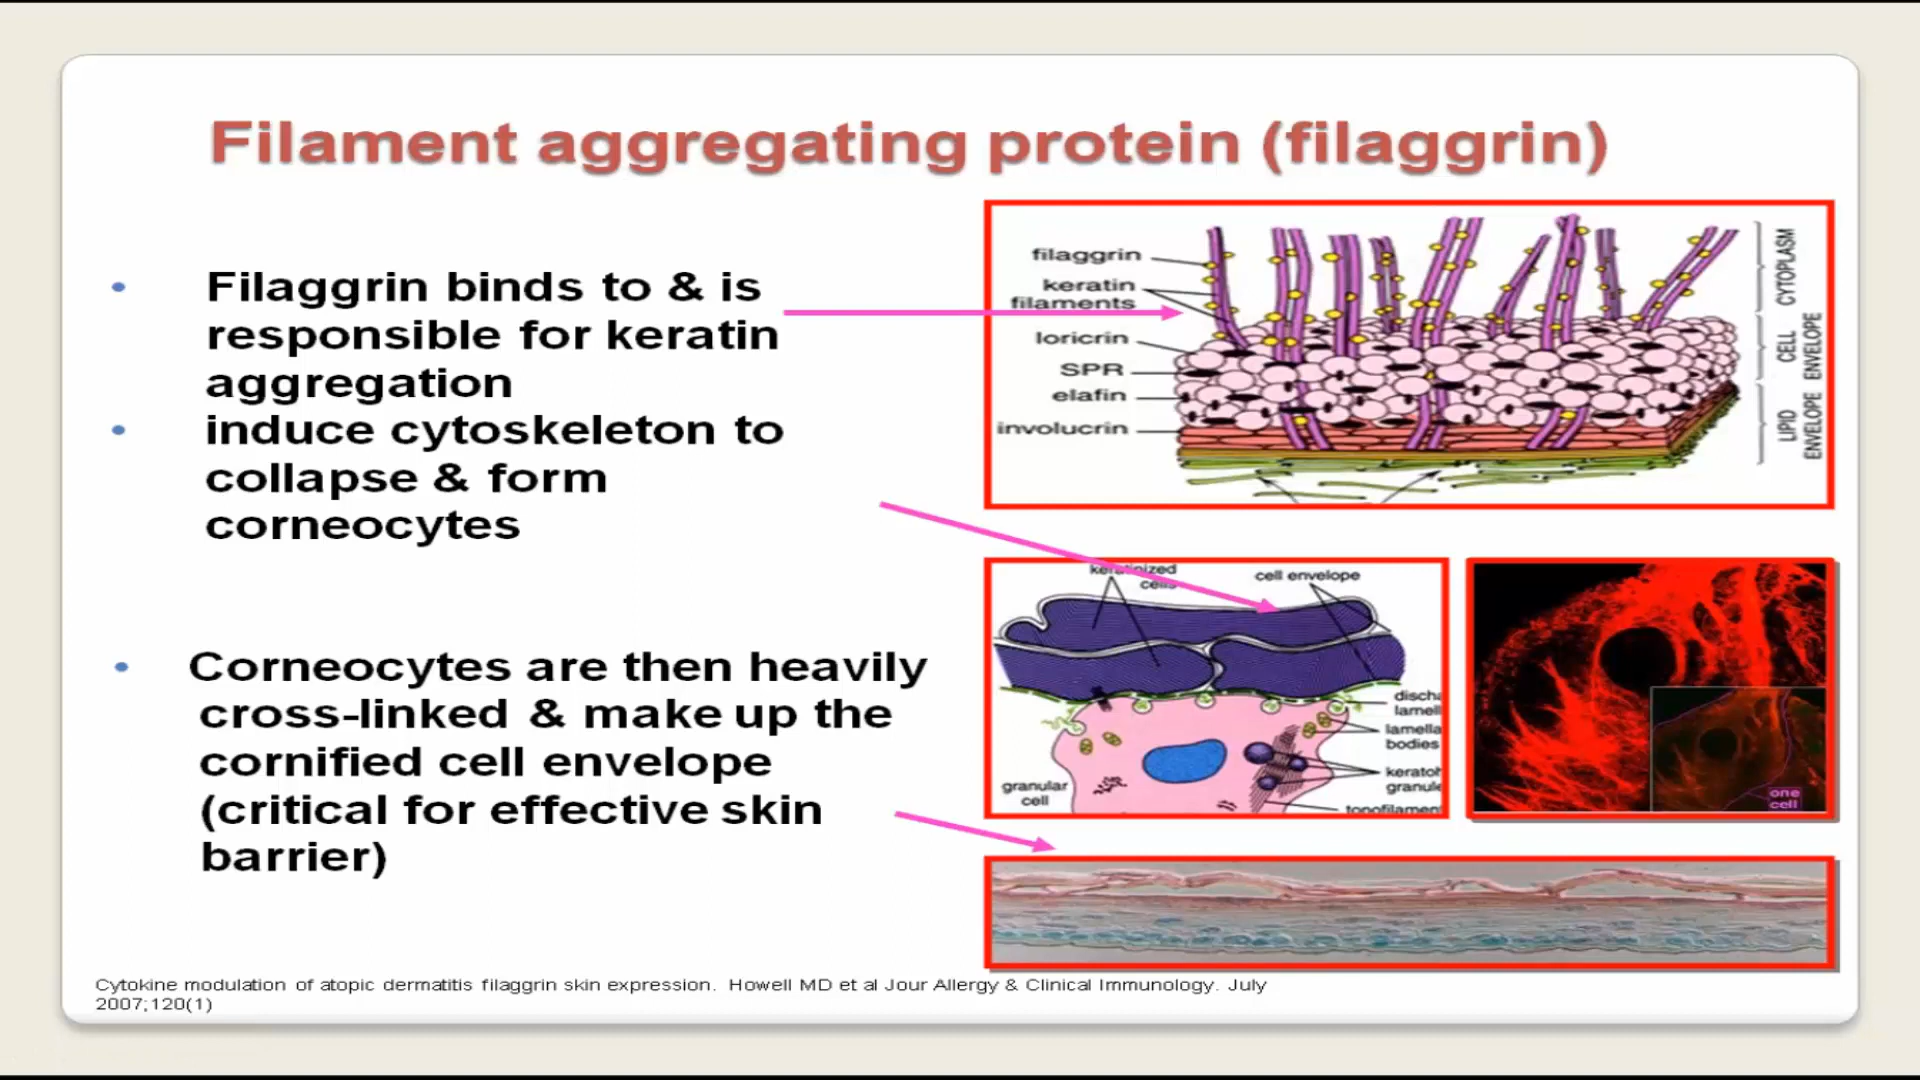 Filament aggregating protein (filaggrin)
• Filaggrin binds to & is
responsible for keratin
aggregation
• induce cytoskeleton to
collapse & form
corneocytes
• Corneocytes are then heavily
cross-linked & make up the
cornified cell envelope
(critical for effective skin
barrier)
filaggrin
keratin
filaments
loricrin
SPR
elafin
involucrin
CYTOPLASM
CELL
ENVELOPE
LIPID
ENVELOPE
keratinized
cells
cell envelope
lamella
bodies
granular
cell
one
cell
Cytokine modulation of atopic dermatitis filaggrin skin expression. Howell MD et al Jour Allergy & Clinical Immunology. July
2007;120(1)